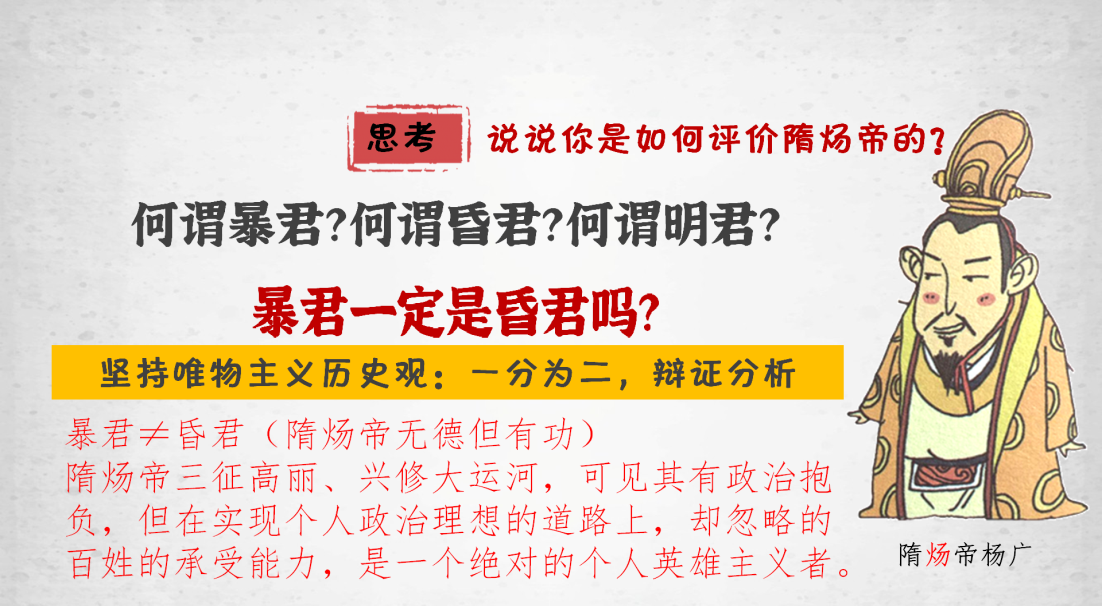 思考 说说你是如何评价隋炀帝的?
何谓暴君?何谓昏君?何谓明君?
暴君一定是昏君吗?
坚持唯物主义历史观：一分为二，辩证分析
暴君≠昏君（隋炀帝无德但有功）
隋炀帝三征高丽、兴修大运河，可见其有政治抱
负，但在实现个人政治理想的道路上，却忽略的
百姓的承受能力，是一个绝对的个人英雄主义者。
隋炀帝杨广